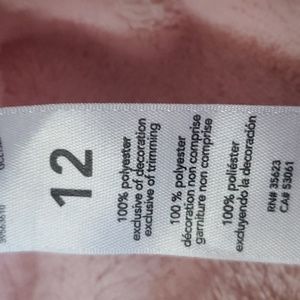 12
100% polyester
exclusive of decoration
exclusive of trimming
100 % polyester
décoration non comprise
garniture non comprise
100% poliéster
excluyendo la decoración
RN# 35623
CA# 53061